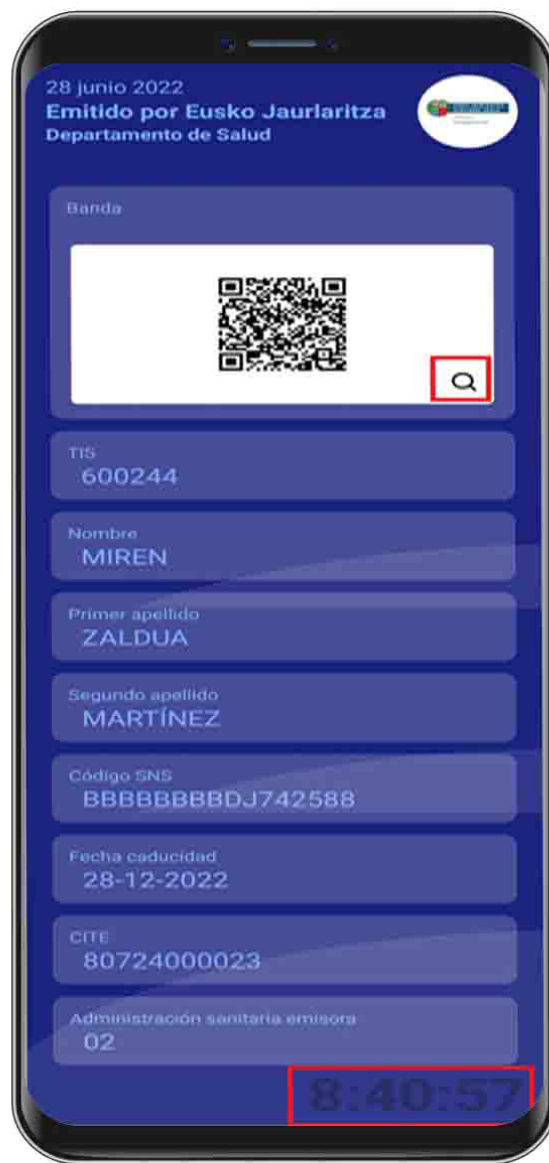 28 junio 2022
Emitido por Eusko Jaurlaritza
Departamento de Salud
Banda
TIS
600244
Nombre
MIREN
Primer apellido
ZALDUA
Segundo apellido
MARTÍNEZ
Código SNS
BBBBBBBBDJ742588
Fecha caducidad
28-12-2022
CITE
80724000023
Administración sanitaria emisora
02
8:40:57